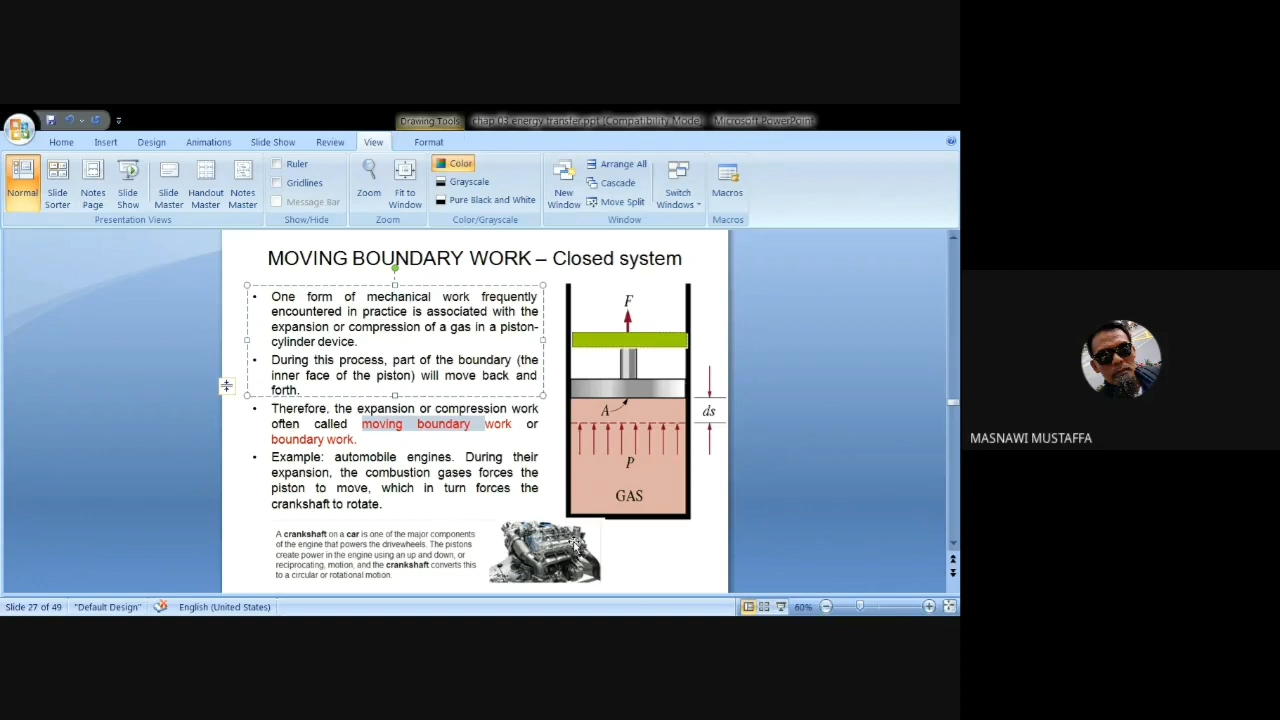 Drawing Tools chap 03 energy transfer.ppt [Compatibility Mode] Microsoft PowerPoint
Home Insert Design Animations Slide Show Review View Format
Normal
Slide Sorter
Notes Page
Slide Show
Slide Master
Handout Master
Notes Master
Presentation Views
Ruler
Gridlines
Message Bar
Show/Hide
Zoom
Fit to Window
Zoom
Color
Grayscale
Pure Black and White
Color/Grayscale
New Window
Arrange All
Cascade
Move Split
Switch Windows
Window
Macros
Macros
MOVING BOUNDARY WORK – Closed system
• One form of mechanical work frequently
encountered in practice is associated with the
expansion or compression of a gas in a piston-
cylinder device.
• During this process, part of the boundary (the
inner face of the piston) will move back and
forth.
• Therefore, the expansion or compression work
often called moving boundary work or
boundary work.
• Example: automobile engines. During their
expansion, the combustion gases forces the
piston to move, which in turn forces the
crankshaft to rotate.
F
A
ds
P
GAS
A crankshaft on a car is one of the major components
of the engine that powers the drivewheels. The pistons
create power in the engine using an up and down, or
reciprocating, motion, and the crankshaft converts this
to a circular or rotational motion.
MASNAWI MUSTAFFA
Slide 27 of 49 "Default Design" English (United States) 60%